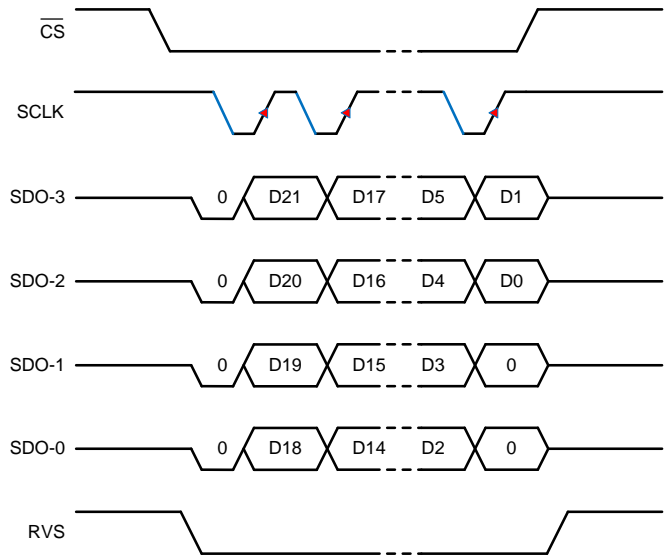 CS
SCLK
SDO-3 0 D21 D17 D5 D1
SDO-2 0 D20 D16 D4 D0
SDO-1 0 D19 D15 D3 0
SDO-0 0 D18 D14 D2 0
RVS